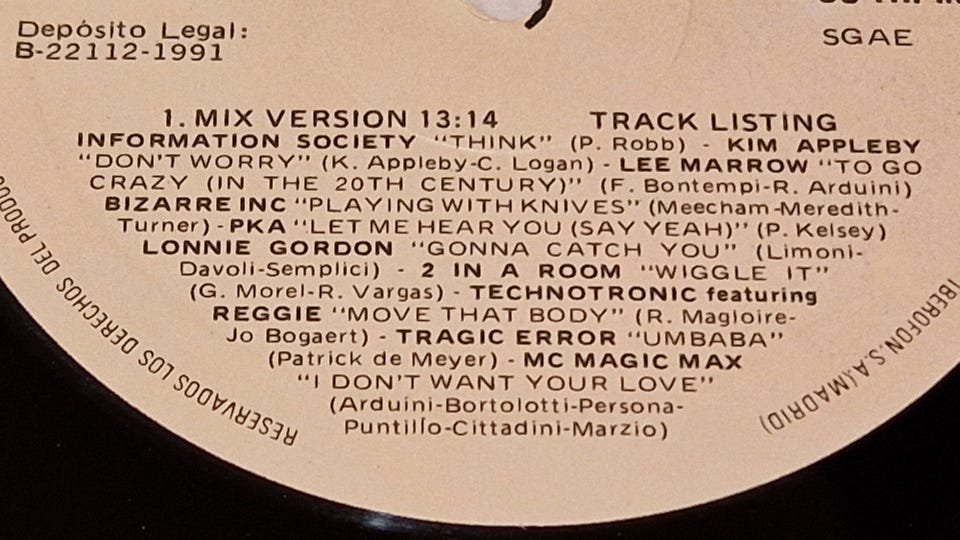 Depósito Legal:
B-22112-1991
SGAE
1. MIX VERSION 13:14 TRACK LISTING
INFORMATION SOCIETY “THINK” (P. Robb) - KIM APPLEBY
“DON'T WORRY” (K. Appleby-C. Logan) - LEE MARROW “TO GO
CRAZY (IN THE 20TH CENTURY)” (F. Bontempi-R. Arduini)
BIZARRE INC “PLAYING WITH KNIVES” (Meecham-Meredith-
Turner) - PKA “LET ME HEAR YOU (SAY YEAH)” (P. Kelsey)
LONNIE GORDON “GONNA CATCH YOU” (Limoni-
Davoli-Semplici) - 2 IN A ROOM “WIGGLE IT”
(G. Morel-R. Vargas) - TECHNOTRONIC featuring
REGGIE “MOVE THAT BODY” (R. Magloire-
Jo Bogaert) - TRAGIC ERROR “UMBABA”
(Patrick de Meyer) - MC MAGIC MAX
“I DON'T WANT YOUR LOVE”
(Arduini-Bortolotti-Persona-
Puntillo-Cittadini-Marzio)
RESERVADOS LOS DERECHOS DEL
IBEROFON, S.A. (MADRID)